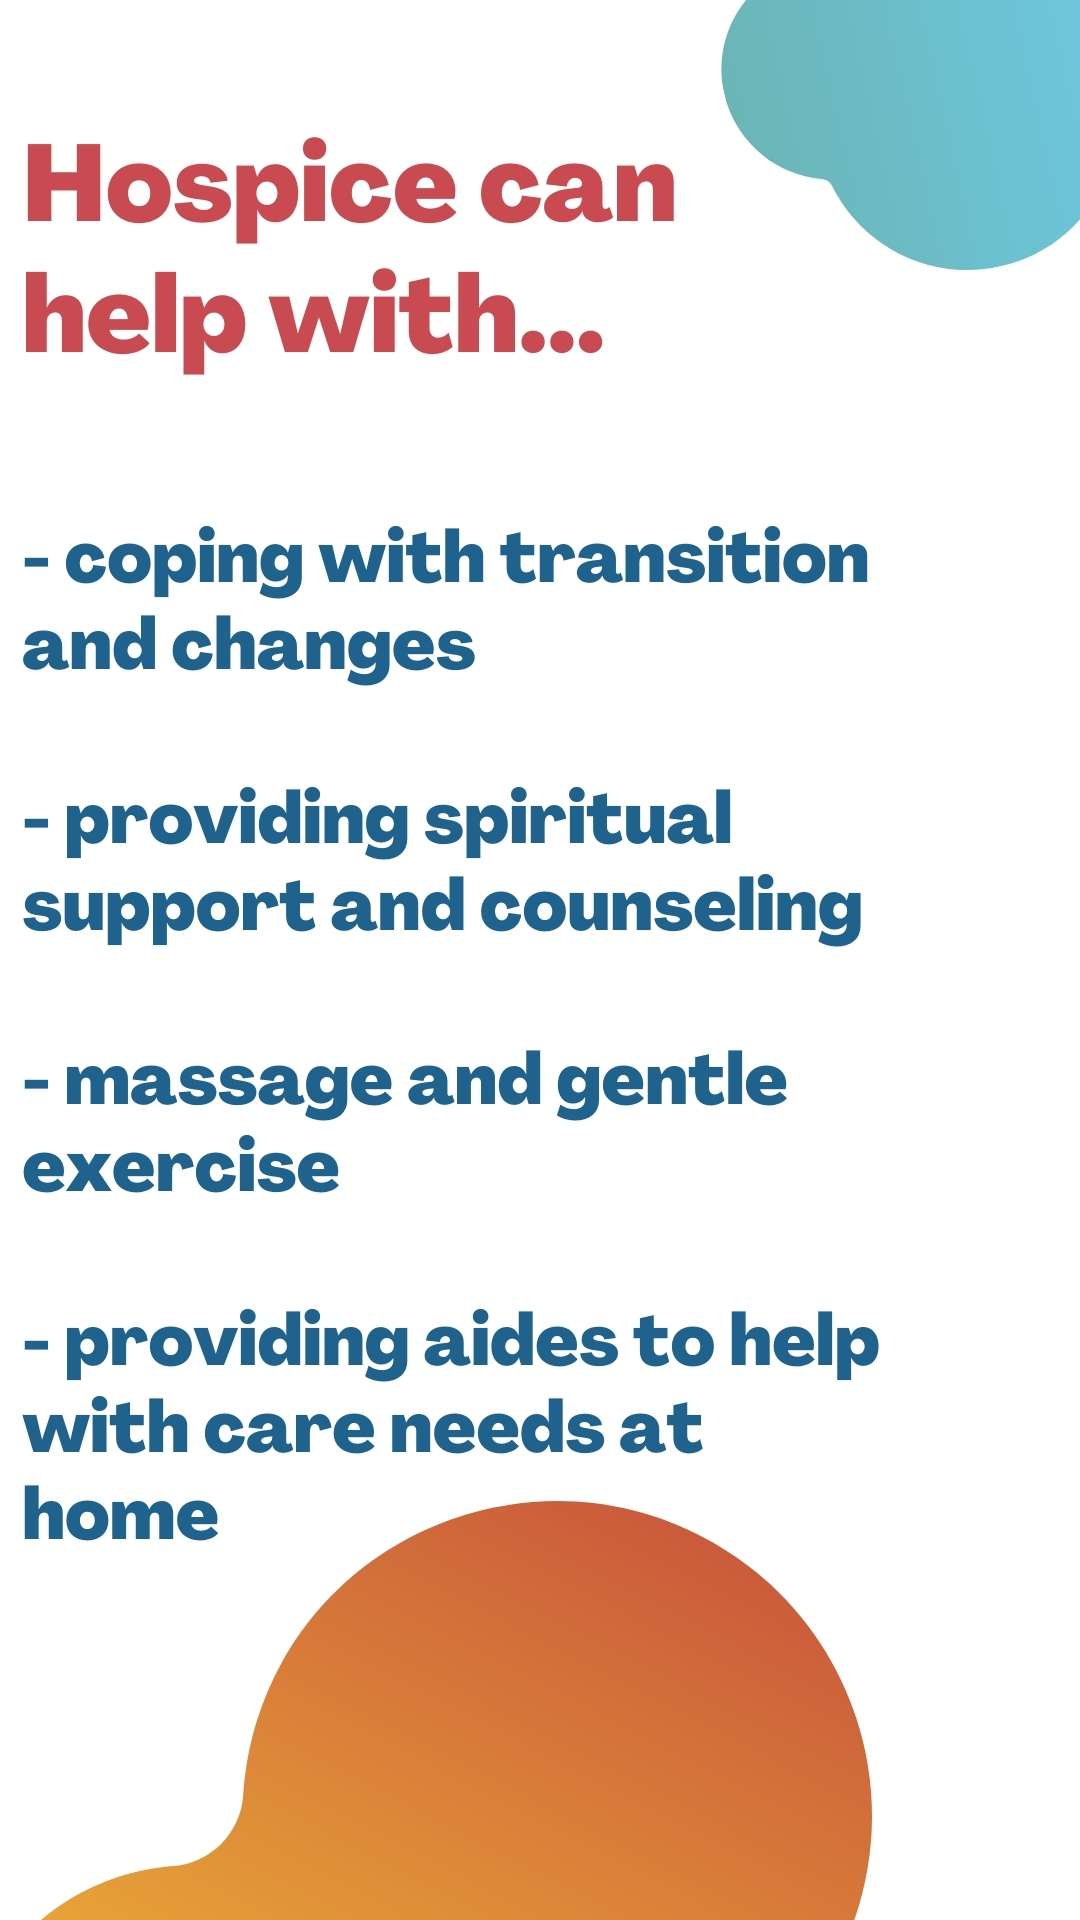 Hospice can
help with...
- coping with transition
and changes
- providing spiritual
support and counseling
- massage and gentle
exercise
- providing aides to help
with care needs at
home